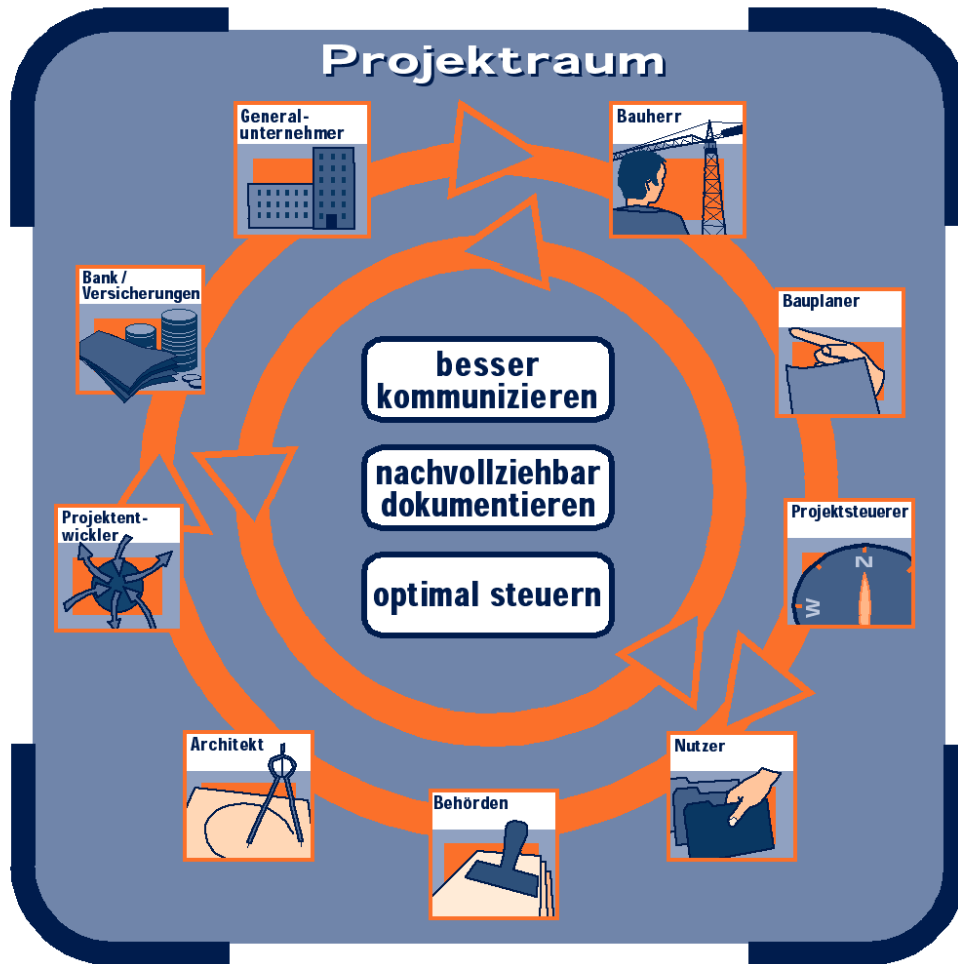 Projektraum
General-
unternehmer
Bauherr
Bank /
Versicherungen
Bauplaner
besser
kommunizieren
nachvollziehbar
dokumentieren
Projektent-
wickler
Projektsteuerer
N
W
optimal steuern
Architekt
Nutzer
Behörden